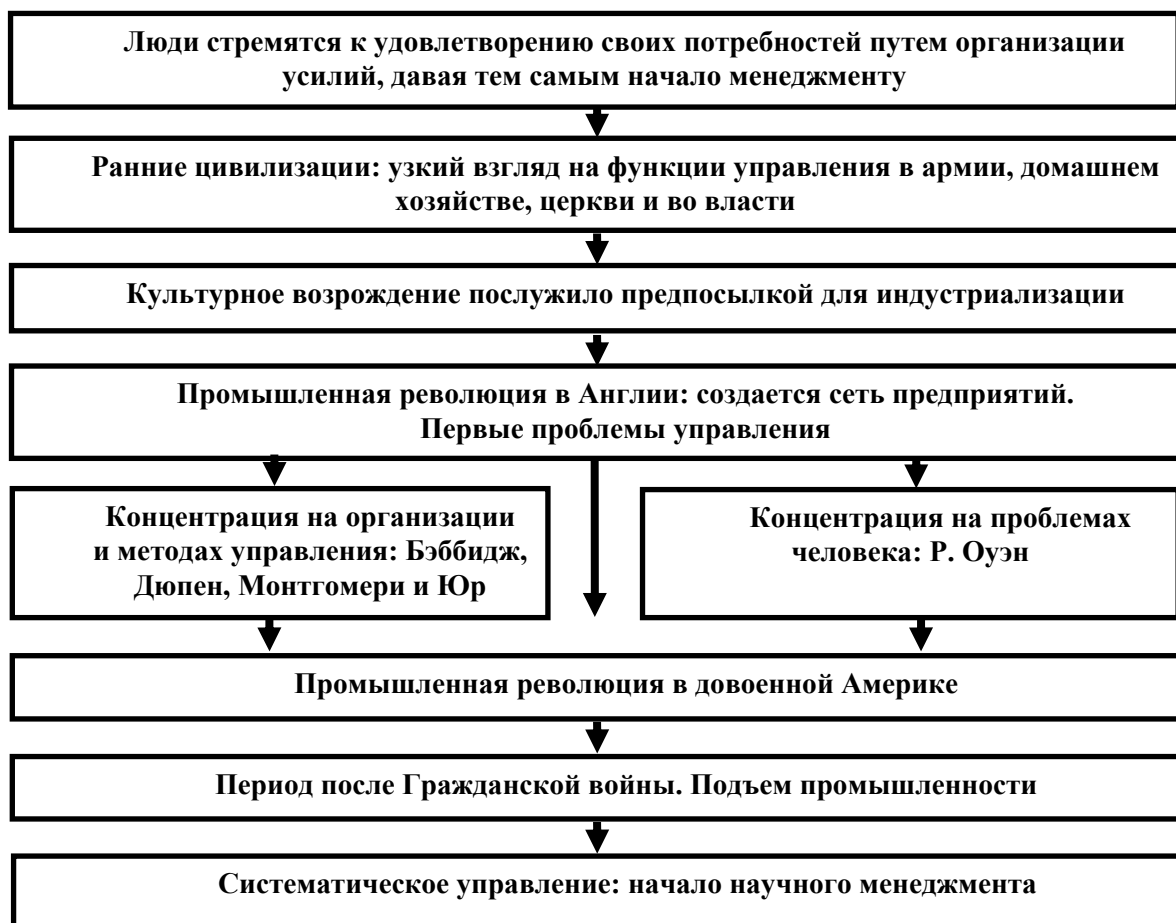 Люди стремятся к удовлетворению своих потребностей путем организации
усилий, давая тем самым начало менеджменту
Ранние цивилизации: узкий взгляд на функции управления в армии, домашнем
хозяйстве, церкви и во власти
Культурное возрождение послужило предпосылкой для индустриализации
Промышленная революция в Англии: создается сеть предприятий.
Первые проблемы управления
Концентрация на организации
и методах управления: Бэббидж,
Дюпен, Монтгомери и Юр
Концентрация на проблемах
человека: Р. Оуэн
Промышленная революция в довоенной Америке
Период после Гражданской войны. Подъем промышленности
Систематическое управление: начало научного менеджмента